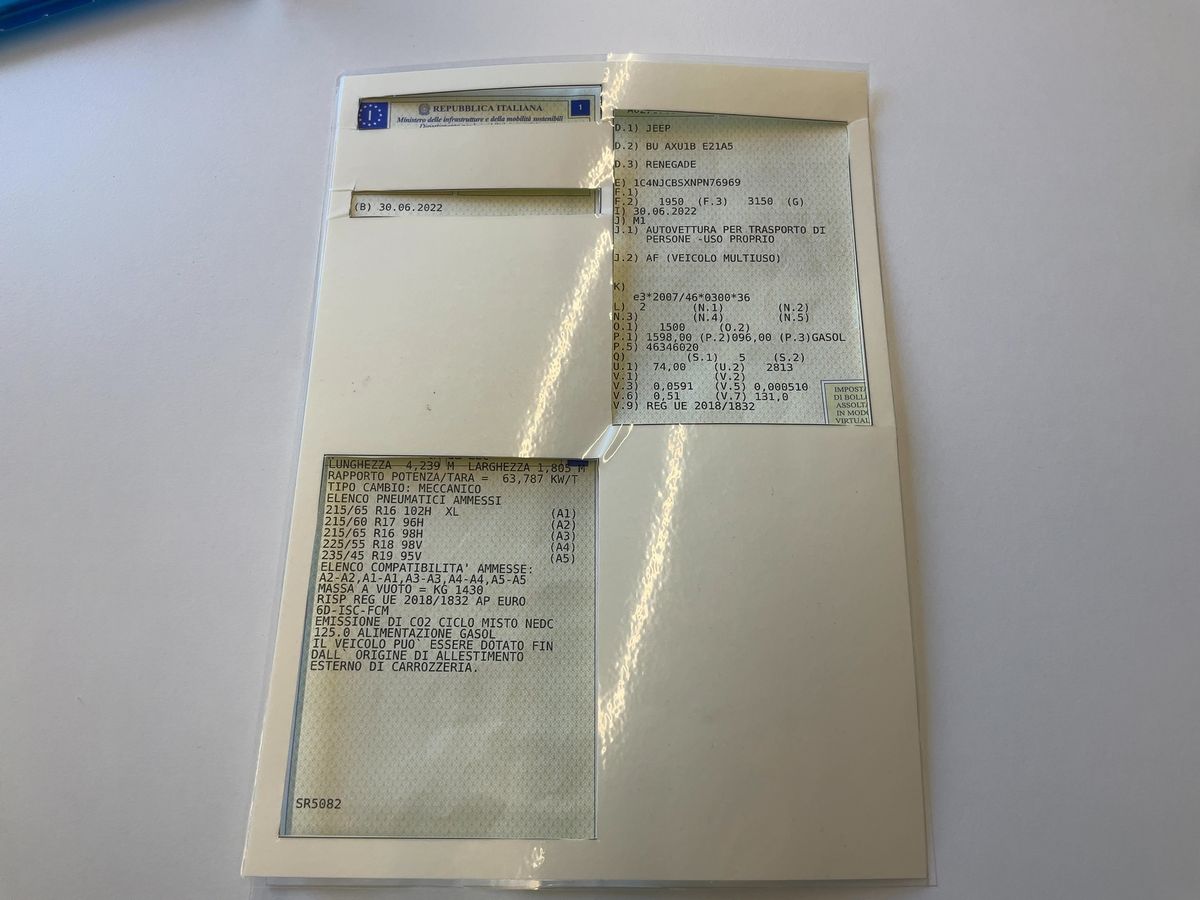 I
REPUBBLICA ITALIANA
1
Ministero delle infrastrutture e della mobilità sostenibili
(B) 30.06.2022
D.1) JEEP
D.2) BU AXU1B E21A5
D.3) RENEGADE
E) 1C4NJCBSXNPN76969
F.1)
F.2) 1950 (F.3) 3150 (G)
I) 30.06.2022
J) M1
J.1) AUTOVETTURA PER TRASPORTO DI
PERSONE -USO PROPRIO
J.2) AF (VEICOLO MULTIUSO)
K)
e3*2007/46*0300*36
L) 2 (N.1) (N.2)
N.3) (N.4) (N.5)
O.1) 1500 (O.2)
P.1) 1598,00 (P.2)096,00 (P.3)GASOL
P.5) 46346020
Q) (S.1) 5 (S.2)
U.1) 74,00 (U.2) 2813
V.1) (V.2)
V.3) 0,0591 (V.5) 0,000510
V.6) 0,51 (V.7) 131,0
V.9) REG UE 2018/1832
IMPOSTA
DI BOLL
ASSOLTA
IN MODO
VIRTUAL
LUNGHEZZA 4,239 M LARGHEZZA 1,805 M
RAPPORTO POTENZA/TARA = 63,787 KW/T
TIPO CAMBIO: MECCANICO
ELENCO PNEUMATICI AMMESSI
215/65 R16 102H XL (A1)
215/60 R17 96H (A2)
215/65 R16 98H (A3)
225/55 R18 98V (A4)
235/45 R19 95V (A5)
ELENCO COMPATIBILITA' AMMESSE:
A2-A2,A1-A1,A3-A3,A4-A4,A5-A5
MASSA A VUOTO = KG 1430
RISP REG UE 2018/1832 AP EURO
6D-ISC-FCM
EMISSIONE DI CO2 CICLO MISTO NEDC
125.0 ALIMENTAZIONE GASOL
IL VEICOLO PUO` ESSERE DOTATO FIN
DALL` ORIGINE DI ALLESTIMENTO
ESTERNO DI CARROZZERIA.
SR5082